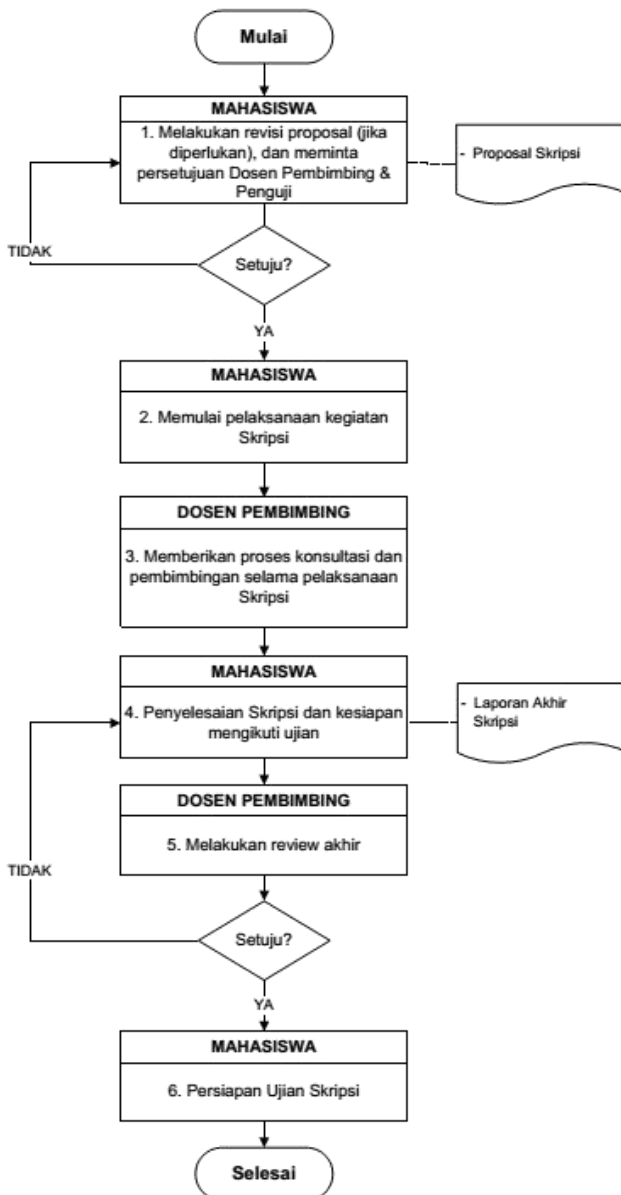 Mulai
MAHASISWA
1. Melakukan revisi proposal (jika
diperlukan), dan meminta
persetujuan Dosen Pembimbing &
Penguji
- Proposal Skripsi
TIDAK
Setuju?
YA
MAHASISWA
2. Memulai pelaksanaan kegiatan
Skripsi
DOSEN PEMBIMBING
3. Memberikan proses konsultasi dan
pembimbingan selama pelaksanaan
Skripsi
MAHASISWA
4. Penyelesaian Skripsi dan kesiapan
mengikuti ujian
- Laporan Akhir
Skripsi
DOSEN PEMBIMBING
5. Melakukan review akhir
TIDAK
Setuju?
YA
MAHASISWA
6. Persiapan Ujian Skripsi
Selesai